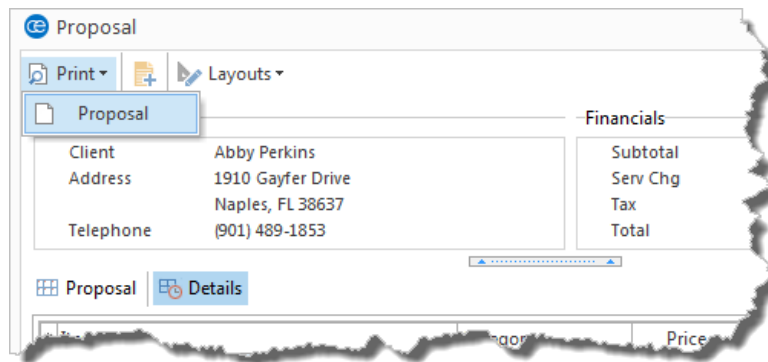 Proposal
Print Layouts
Proposal
Financials
Client Abby Perkins Subtotal
Address 1910 Gayfer Drive Serv Chg
Naples, FL 38637 Tax
Telephone (901) 489-1853 Total
Proposal Details
Price